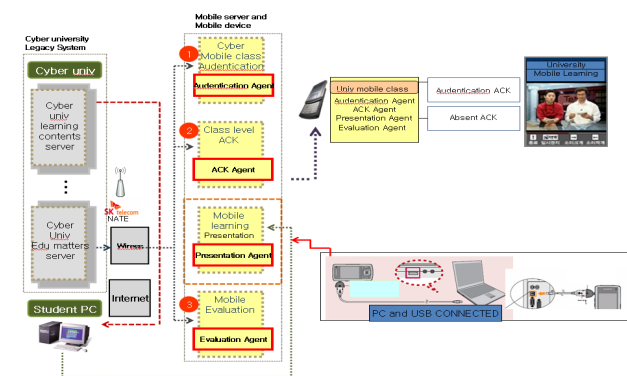 Cyber university
Legacy System
Mobile server and
Mobile device
Cyber univ
Cyber
univ
learning
contents
server
Cyber
Univ
Edu matters
server
Student PC
SK Telecom
NATE
Internet
1
Cyber
Mobile class
Audentication
Audentication Agent
2
Class level
ACK
ACK Agent
Mobile
learning
Presentation
Presentation Agent
3
Mobile
Evaluation
Evaluation Agent
Univ mobile class
Audentication Agent
ACK Agent
Presentation Agent
Evaluation Agent
Audentication ACK
Absent ACK
University
Mobile Learning
PC and USB CONNECTED